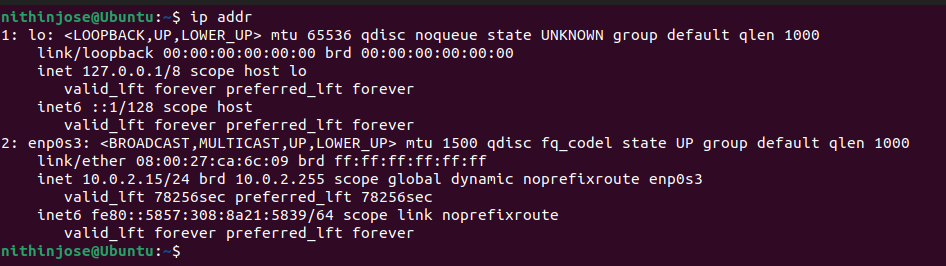 nithinjose@Ubuntu:~$ ip addr
1: lo: <LOOPBACK,UP,LOWER_UP> mtu 65536 qdisc noqueue state UNKNOWN group default qlen 1000
    link/loopback 00:00:00:00:00:00 brd 00:00:00:00:00:00
    inet 127.0.0.1/8 scope host lo
       valid_lft forever preferred_lft forever
    inet6 ::1/128 scope host
       valid_lft forever preferred_lft forever
2: enp0s3: <BROADCAST,MULTICAST,UP,LOWER_UP> mtu 1500 qdisc fq_codel state UP group default qlen 1000
    link/ether 08:00:27:ca:6c:09 brd ff:ff:ff:ff:ff:ff
    inet 10.0.2.15/24 brd 10.0.2.255 scope global dynamic noprefixroute enp0s3
       valid_lft 78256sec preferred_lft 78256sec
    inet6 fe80::5857:308:8a21:5839/64 scope link noprefixroute
       valid_lft forever preferred_lft forever
nithinjose@Ubuntu:~$